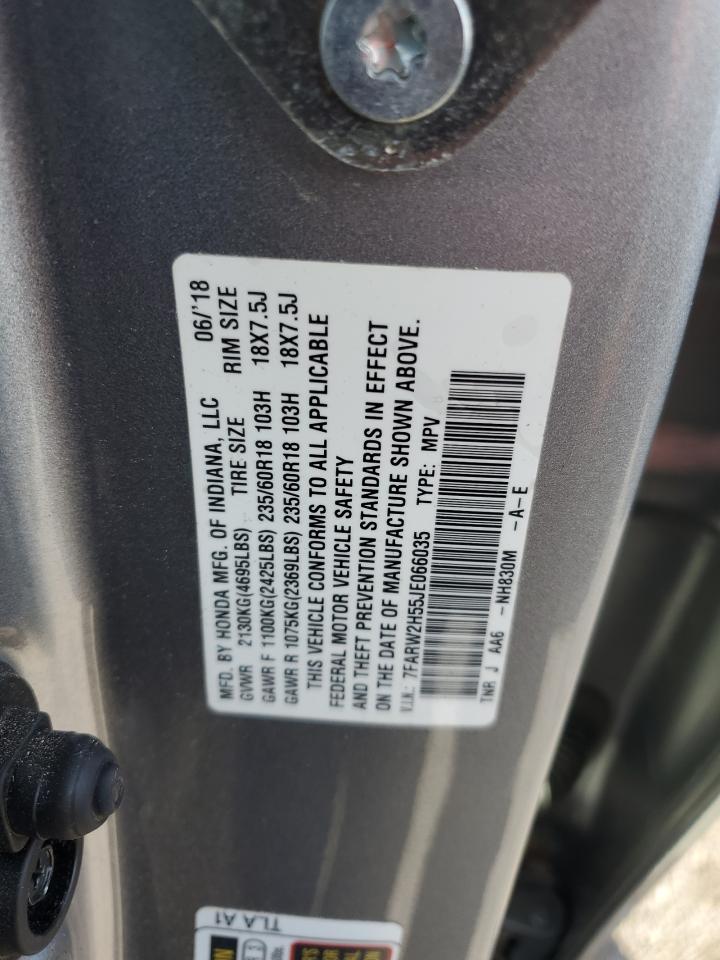 MFD. BY HONDA MFG. OF INDIANA, LLC 06/'18
GVWR 2130KG(4695LBS) TIRE SIZE RIM SIZE
GAWR F 1100KG(2425LBS) 235/60R18 103H 18X7.5J
GAWR R 1075KG(2369LBS) 235/60R18 103H 18X7.5J
THIS VEHICLE CONFORMS TO ALL APPLICABLE
FEDERAL MOTOR VEHICLE SAFETY
AND THEFT PREVENTION STANDARDS IN EFFECT
ON THE DATE OF MANUFACTURE SHOWN ABOVE.
V.I.N.: 7FARW2H55JE066035 TYPE: MPV
TNR J AA6 -NH830M -A-E
TLA A1